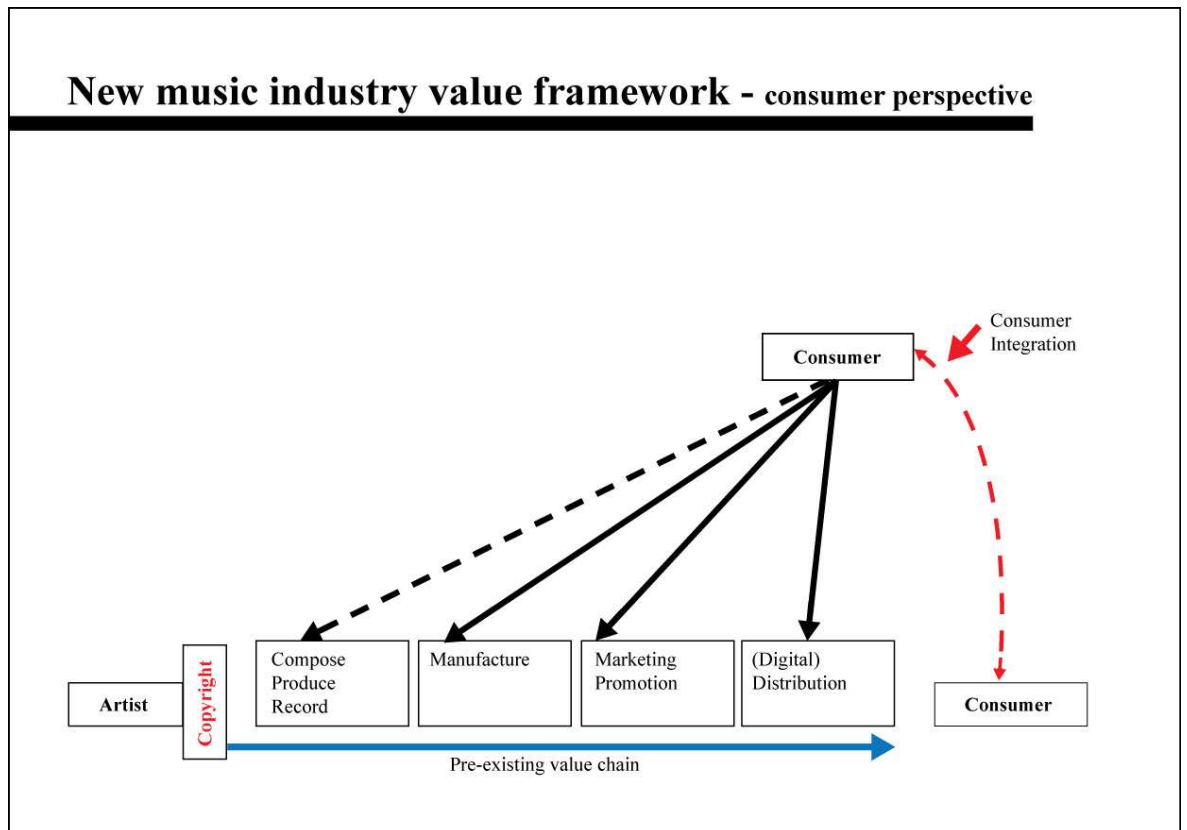 New music industry value framework - consumer perspective
Consumer
Integration
Consumer
Compose
Produce
Record
Manufacture
Marketing
Promotion
(Digital)
Distribution
Artist
Copyright
Consumer
Pre-existing value chain